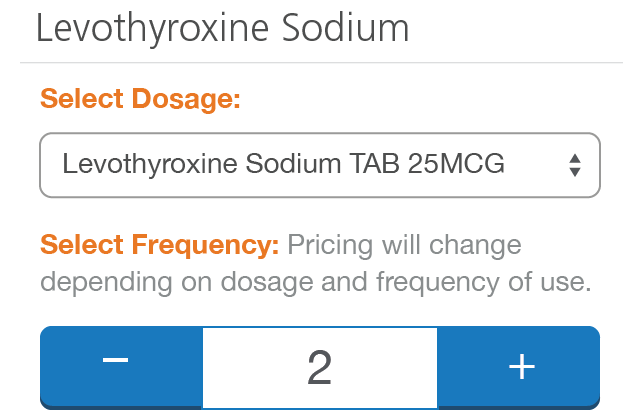 Levothyroxine Sodium
Select Dosage:
Levothyroxine Sodium TAB 25MCG
Select Frequency: Pricing will change
depending on dosage and frequency of use.
− 2 +